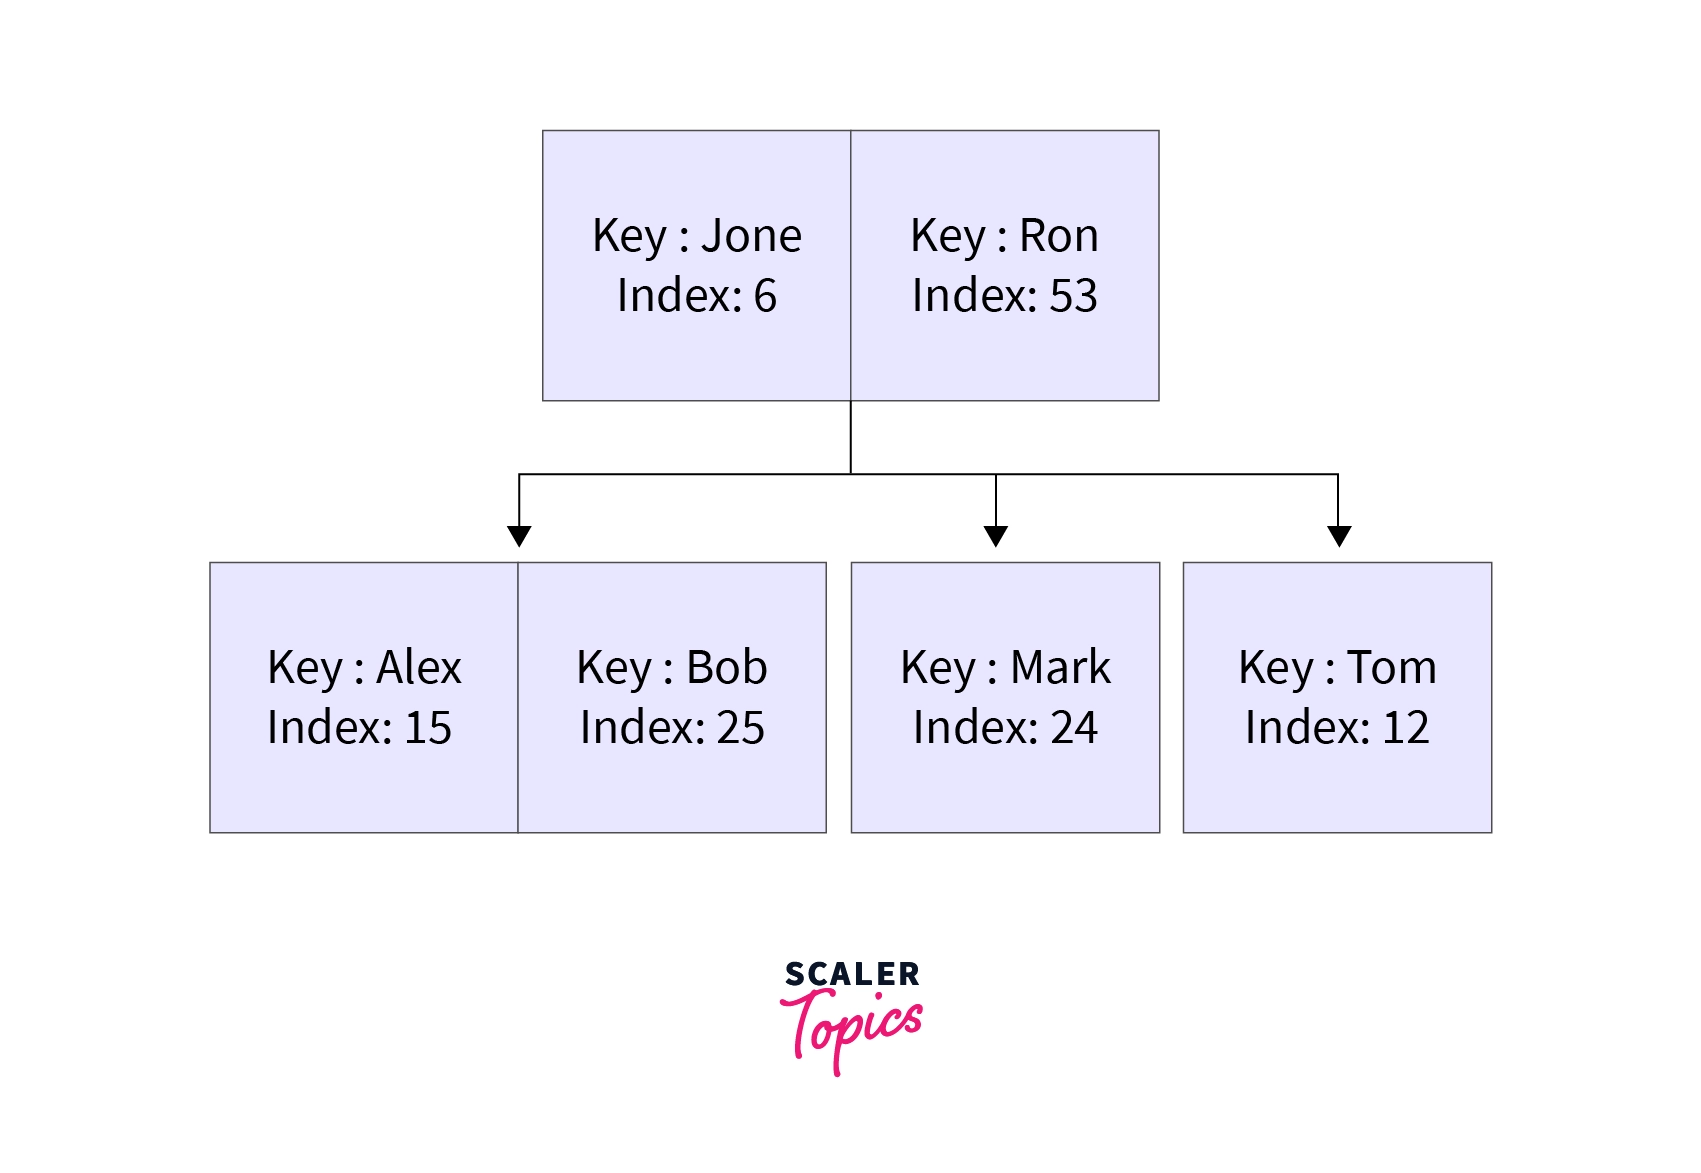 Key : Jone
Index: 6
Key : Ron
Index: 53
Key : Alex
Index: 15
Key : Bob
Index: 25
Key : Mark
Index: 24
Key : Tom
Index: 12
SCALER
Topics